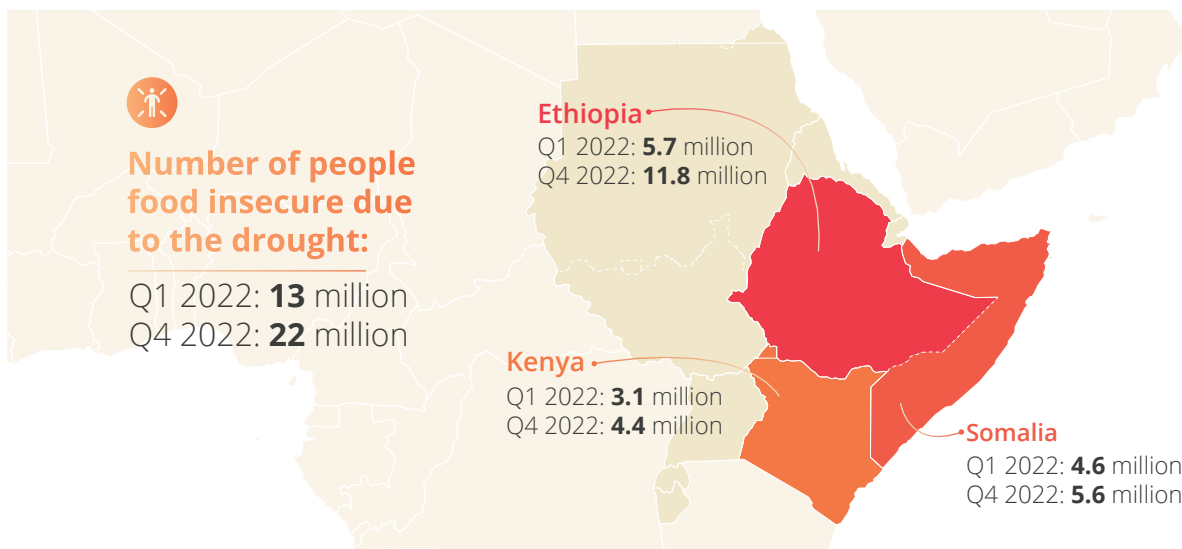 Number of people
food insecure due
to the drought:
Q1 2022: 13 million
Q4 2022: 22 million
Ethiopia
Q1 2022: 5.7 million
Q4 2022: 11.8 million
Kenya
Q1 2022: 3.1 million
Q4 2022: 4.4 million
Somalia
Q1 2022: 4.6 million
Q4 2022: 5.6 million